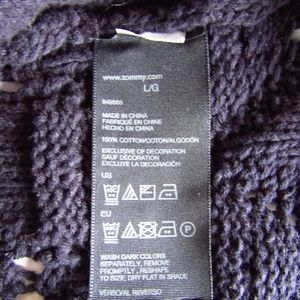 www.tommy.com
L/G
MADE IN CHINA
FABRIQUÉ EN CHINE
HECHO EN CHINA
100% COTTON/COTON/ALGODÓN
EXCLUSIVE OF DECORATION
SAUF DÉCORATION
EXCLUYE LA DECORACIÓN
US
EU
P
WASH DARK COLORS
SEPARATELY, REMOVE
PROMPTLY, RESHAPE
TO SIZE, DRY FLAT IN SHADE
VERSO/AL REVERSO